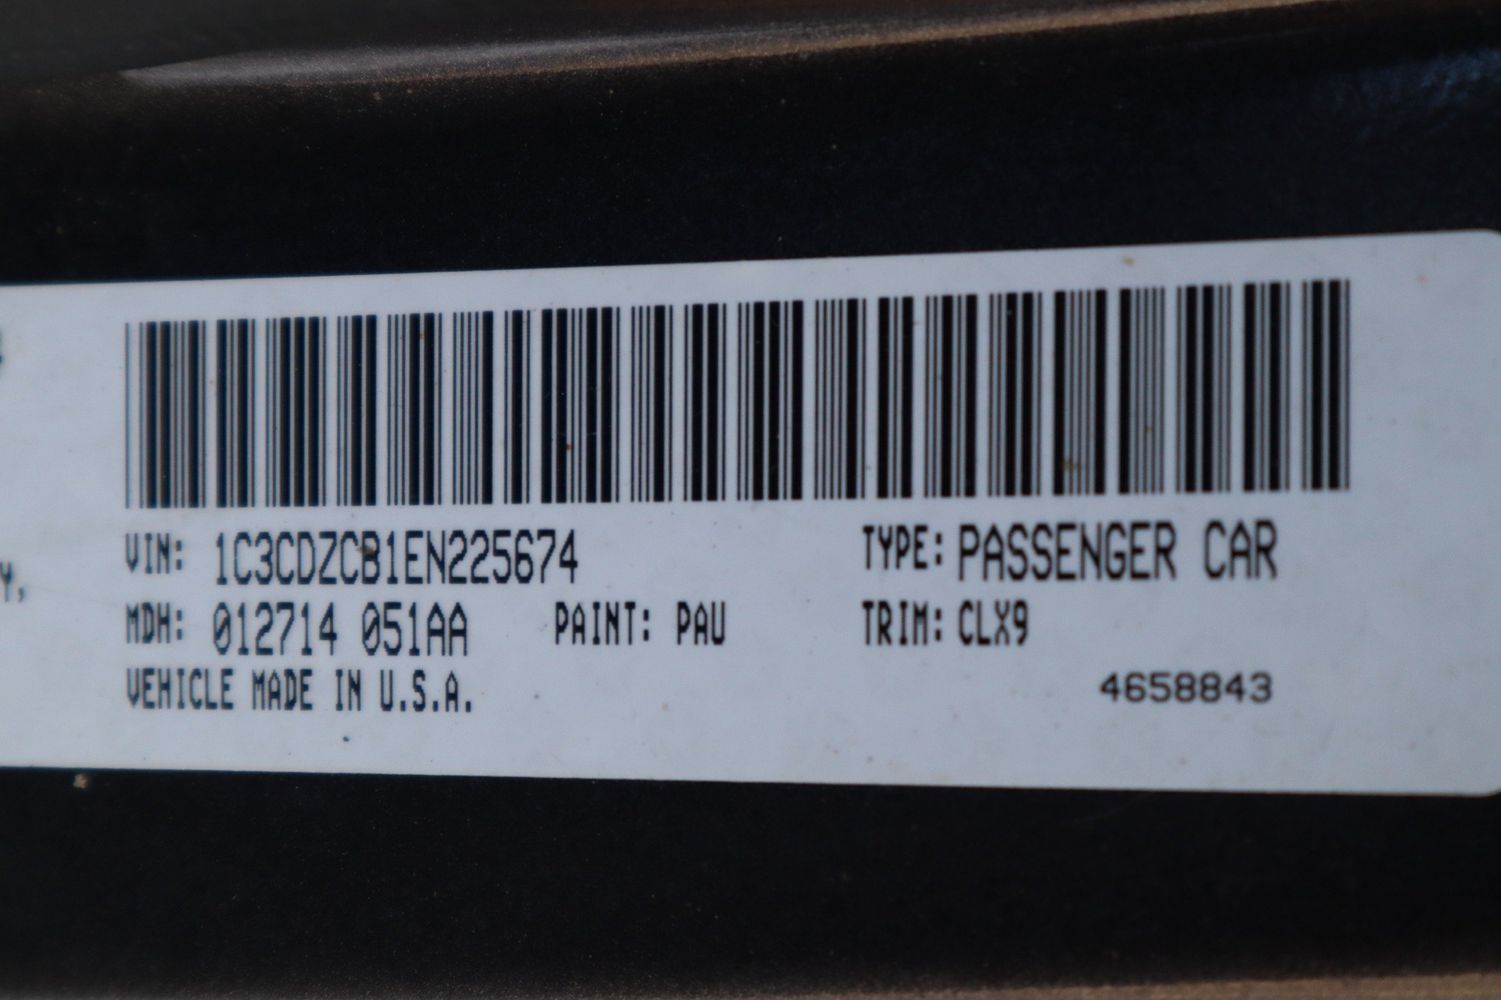 VIN: 1C3CDZCB1EN225674 TYPE: PASSENGER CAR
Y,
MDH: 012714 051AA PAINT: PAU TRIM: CLX9
VEHICLE MADE IN U.S.A. 4658843